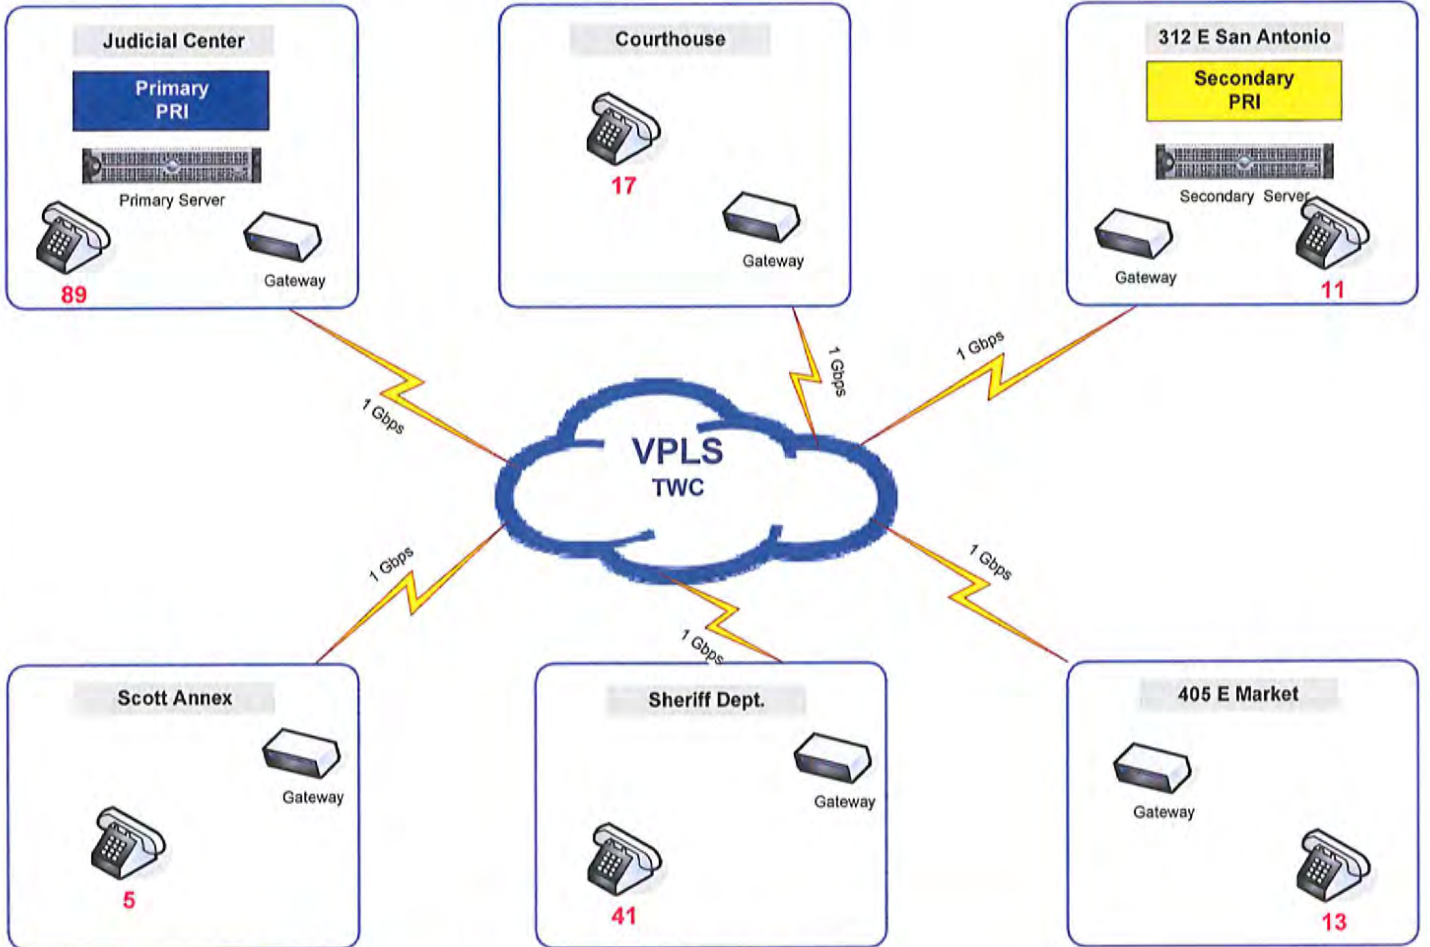 Judicial Center
Primary
PRI
Primary Server
Gateway
89
Courthouse
17
Gateway
312 E San Antonio
Secondary
PRI
Secondary Server
Gateway
11
1 Gbps
1 Gbps
1 Gbps
VPLS
TWC
1 Gbps
1 Gbps
1 Gbps
Scott Annex
Gateway
5
Sheriff Dept.
Gateway
41
405 E Market
Gateway
13